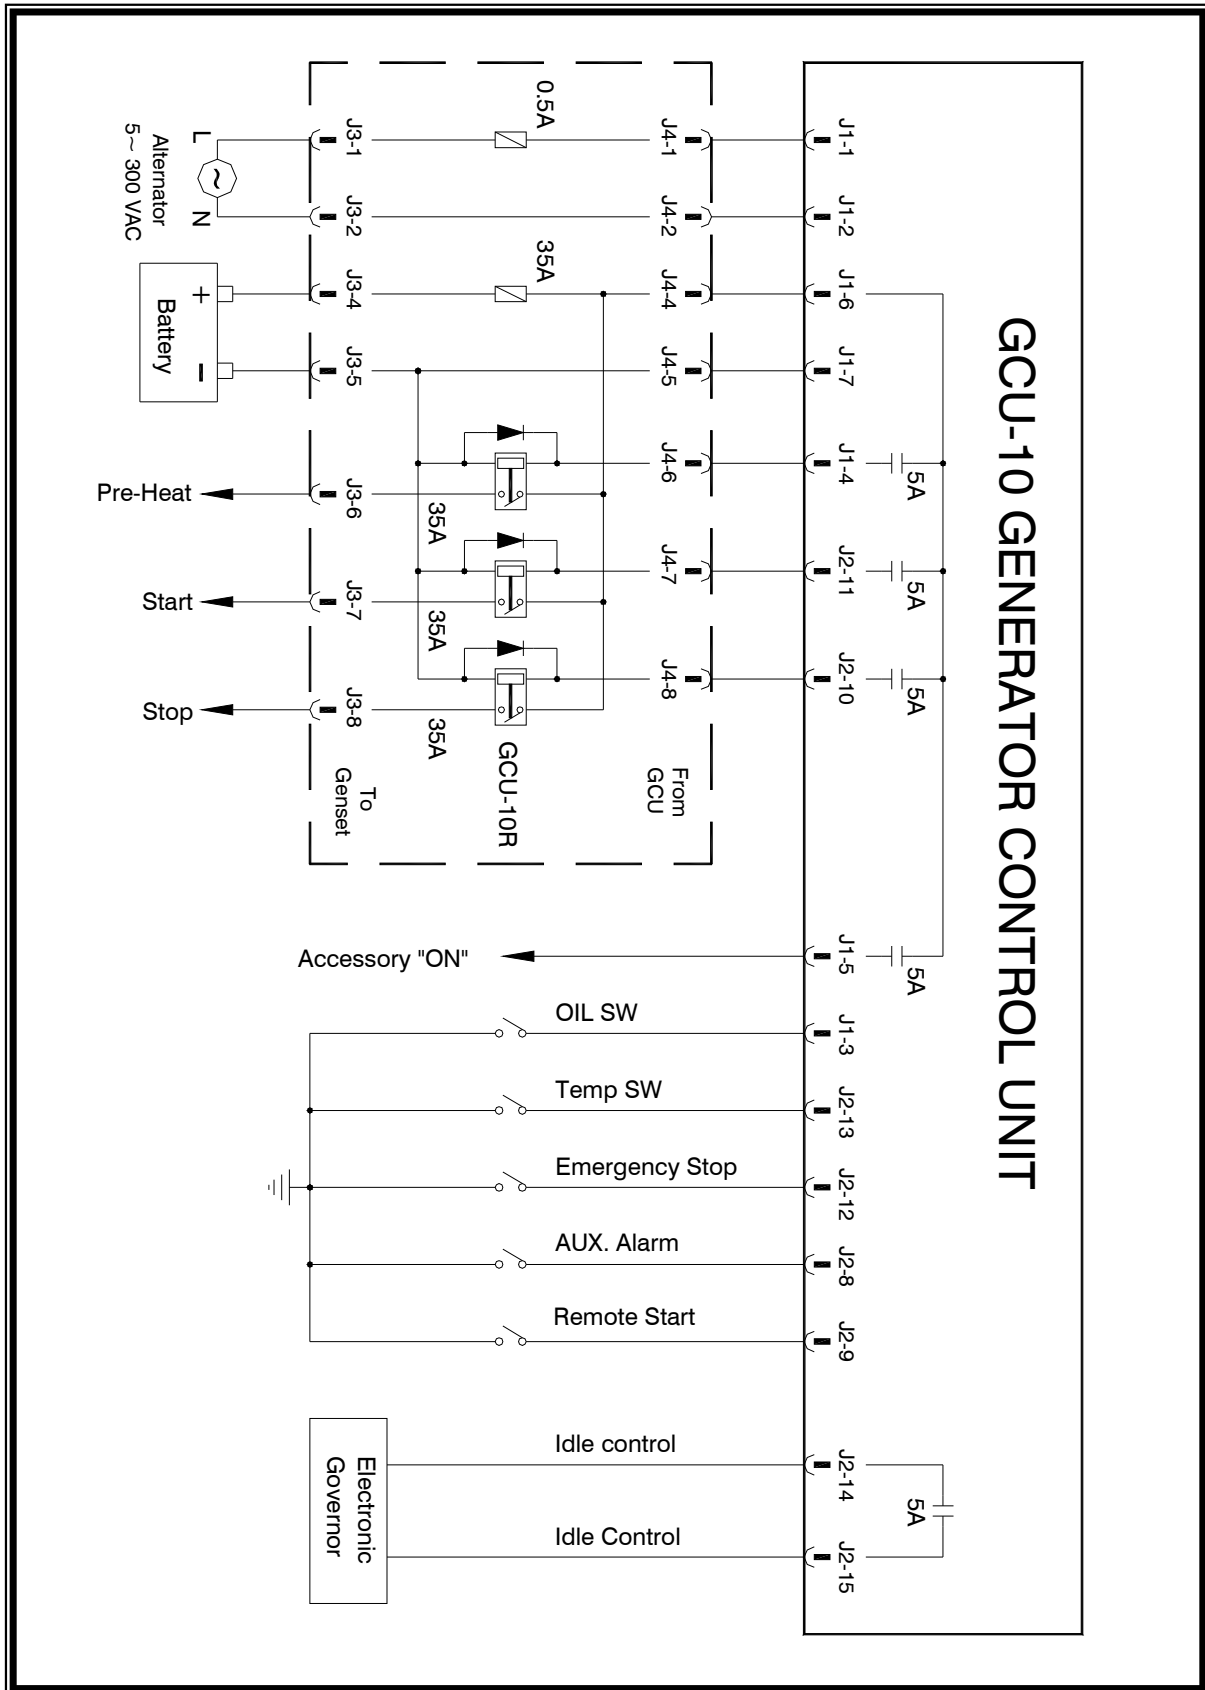 GCU-10 GENERATOR CONTROL UNIT
J1-1
J1-2
J1-6
J1-7
J1-4
J2-11
J2-10
J1-5
J1-3
J2-13
J2-12
J2-8
J2-9
J2-14
J2-15
5A
5A
5A
5A
5A
J4-1
J4-2
J4-4
J4-5
J4-6
J4-7
J4-8
From
GCU
0.5A
35A
GCU-10R
35A
35A
35A
J3-1
J3-2
J3-4
J3-5
J3-6
J3-7
J3-8
To
Genset
L
N
Alternator
5~ 300 VAC
+
-
Battery
Pre-Heat
Start
Stop
Accessory "ON"
OIL SW
Temp SW
Emergency Stop
AUX. Alarm
Remote Start
Idle control
Idle Control
Electronic
Governor